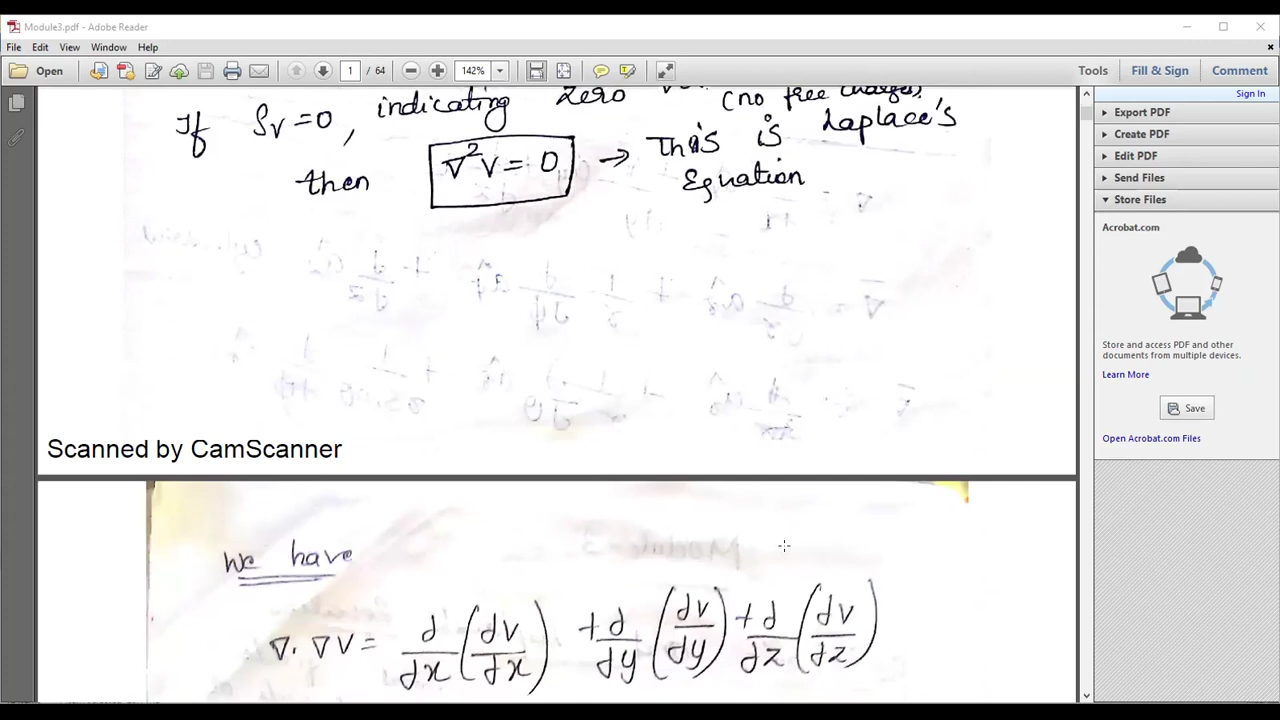 Module3.pdf - Adobe Reader
File Edit View Window Help
Open 1 / 64 142% Tools Fill & Sign Comment
Sign In
If ρv = 0, indicating zero (no free charges)
then ∇²V = 0 → This is Laplace's
Equation
Scanned by CamScanner
we have
∇. ∇V = d/dx (dv/dx) + d/dy (dv/dy) + d/dz (dv/dz)
Export PDF
Create PDF
Edit PDF
Send Files
Store Files
Acrobat.com
Store and access PDF and other
documents from multiple devices.
Learn More
Save
Open Acrobat.com Files